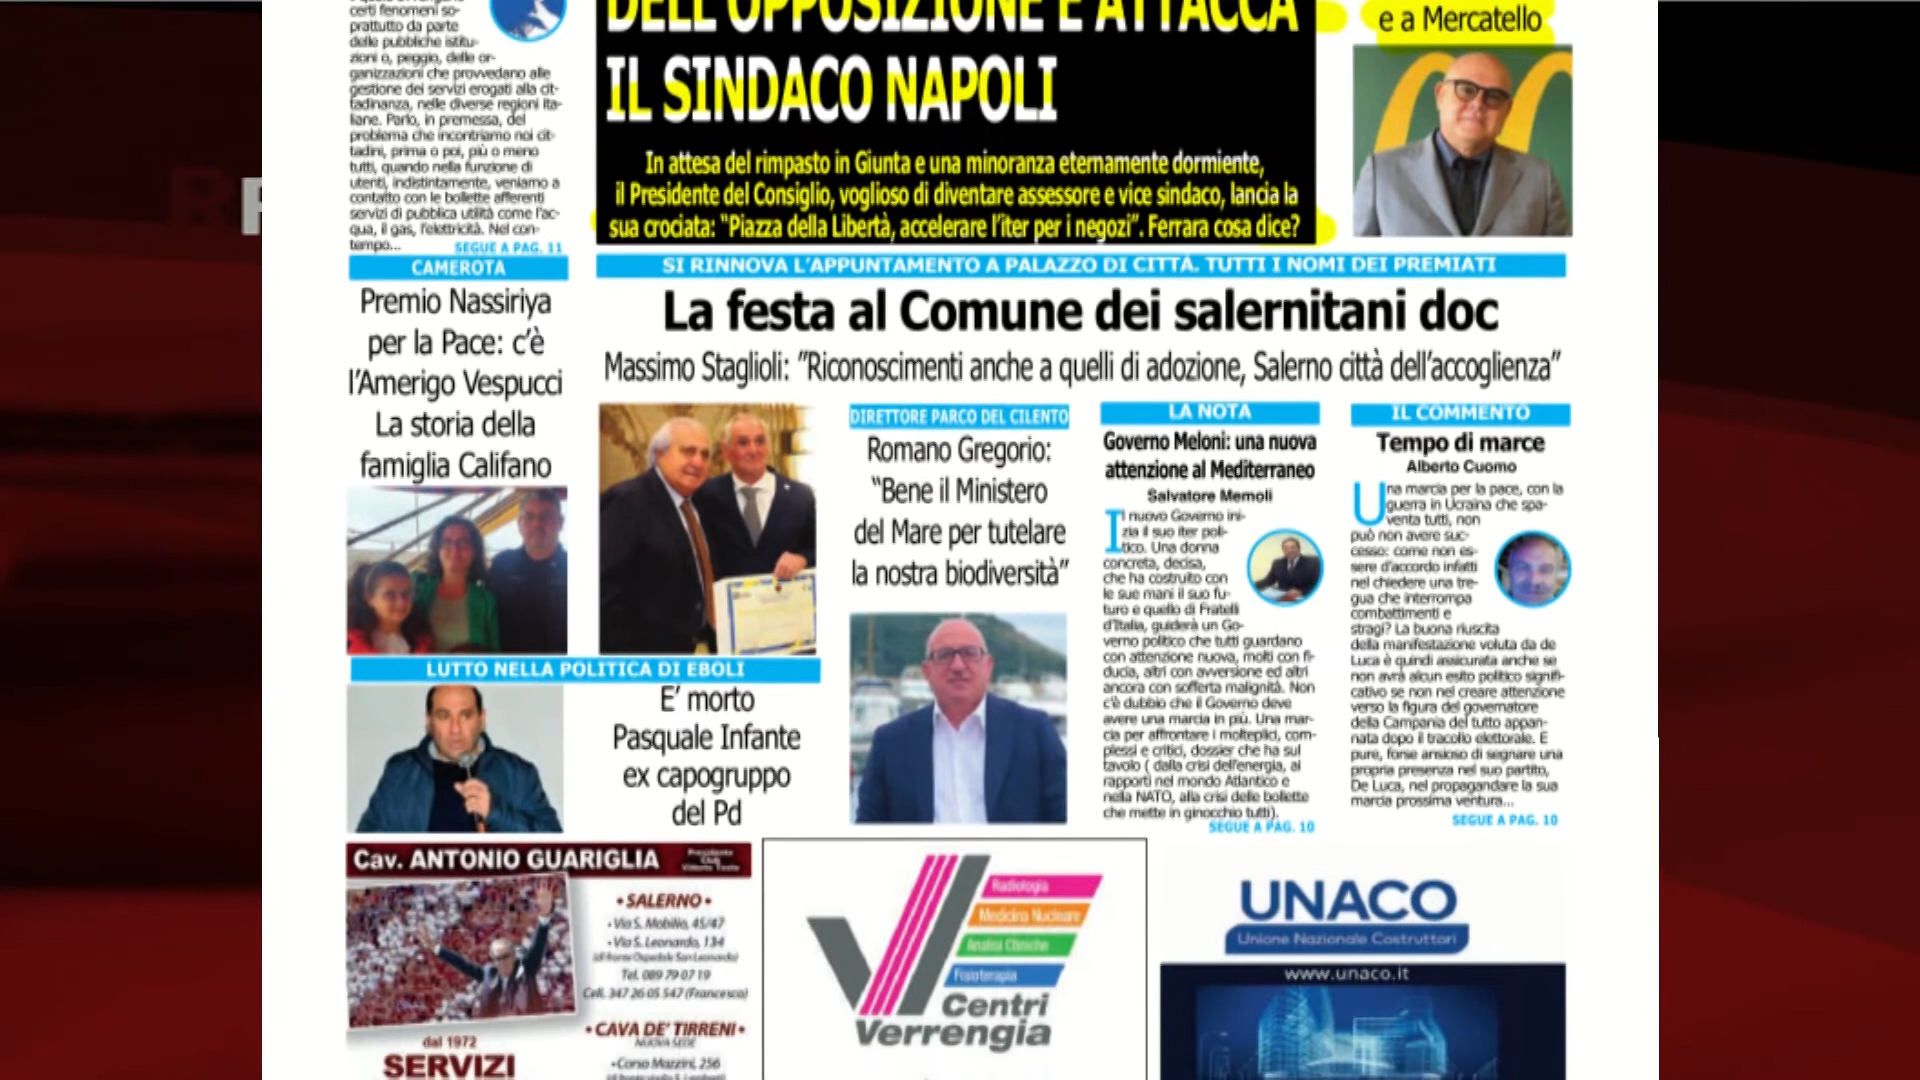 certi fenomeni so-
prattutto da parte
delle pubbliche istitu-
zioni o, peggio, delle or-
ganizzazioni che provvedano alle
gestione dei servizi erogati alla cit-
tadinanza, nelle diverse regioni ita-
liane. Parlo, in premessa, del
problema che incontriamo noi cit-
tadini, prima o poi, più o meno
tutti, quando nella funzione di
utenti, indistintamente, veniamo a
contatto con le bollette afferenti
servizi di pubblica utilità come l'ac-
qua, il gas, l'elettricità. Nel con-
tempo...
SEGUE A PAG. 11
DELL'OPPOSIZIONE E ATTACCA
IL SINDACO NAPOLI
In attesa del rimpasto in Giunta e una minoranza eternamente dormiente,
il Presidente del Consiglio, voglioso di diventare assessore e vice sindaco, lancia la
sua crociata: "Piazza della Libertà, accelerare l'iter per i negozi". Ferrara cosa dice?
e a Mercatello
CAMEROTA
Premio Nassiriya
per la Pace: c'è
l'Amerigo Vespucci
La storia della
famiglia Califano
SI RINNOVA L'APPUNTAMENTO A PALAZZO DI CITTÀ. TUTTI I NOMI DEI PREMIATI
La festa al Comune dei salernitani doc
Massimo Staglioli: "Riconoscimenti anche a quelli di adozione, Salerno città dell'accoglienza"
DIRETTORE PARCO DEL CILENTO
Romano Gregorio:
"Bene il Ministero
del Mare per tutelare
la nostra biodiversità"
LA NOTA
Governo Meloni: una nuova
attenzione al Mediterraneo
Salvatore Memoli
Il nuovo Governo ini-
zia il suo iter poli-
tico. Una donna
concreta, decisa,
che ha costruito con
le sue mani il suo fu-
turo e quello di Fratelli
d'Italia, guiderà un Go-
verno politico che tutti guardano
con attenzione nuova, molti con fi-
ducia, altri con avversione ed altri
ancora con sofferta malignità. Non
c'è dubbio che il Governo deve
avere una marcia in più. Una mar-
cia per affrontare i molteplici, com-
plessi e critici, dossier che ha sul
tavolo ( dalla crisi dell'energia, ai
rapporti nel mondo Atlantico e
nella NATO, alla crisi delle bollette
che mette in ginocchio tutti).
SEGUE A PAG. 10
IL COMMENTO
Tempo di marce
Alberto Cuomo
Una marcia per la pace, con la
guerra in Ucraina che spa-
venta tutti, non
può non avere suc-
cesso: come non es-
sere d'accordo infatti
nel chiedere una tre-
gua che interrompa
combattimenti e
stragi? La buona riuscita
della manifestazione voluta da de
Luca è quindi assicurata anche se
non avrà alcun esito politico signifi-
cativo se non nel creare attenzione
verso la figura del governatore
della Campania del tutto appan-
nata dopo il tracollo elettorale. E
pure, forse ansioso di segnare una
propria presenza nel suo partito,
De Luca, nel propagandare la sua
marcia prossima ventura...
SEGUE A PAG. 10
LUTTO NELLA POLITICA DI EBOLI
E' morto
Pasquale Infante
ex capogruppo
del Pd
Cav. ANTONIO GUARIGLIA
Presidente
Club
• SALERNO •
• Via S. Mobilio, 45/47
• Via S. Leonardo, 134
(di fronte Ospedale San Leonardo)
Tel. 089 79 07 19
Cell. 347 26 05 547 (Francesco)
• CAVA DE' TIRRENI •
NUOVA SEDE
• Corso Mazzini, 256
dal 1972
SERVIZI
Radiologia
Medicina Nucleare
Analisi Cliniche
Fisioterapia
Centri
Verrengia
UNACO
Unione Nazionale Costruttori
www.unaco.it